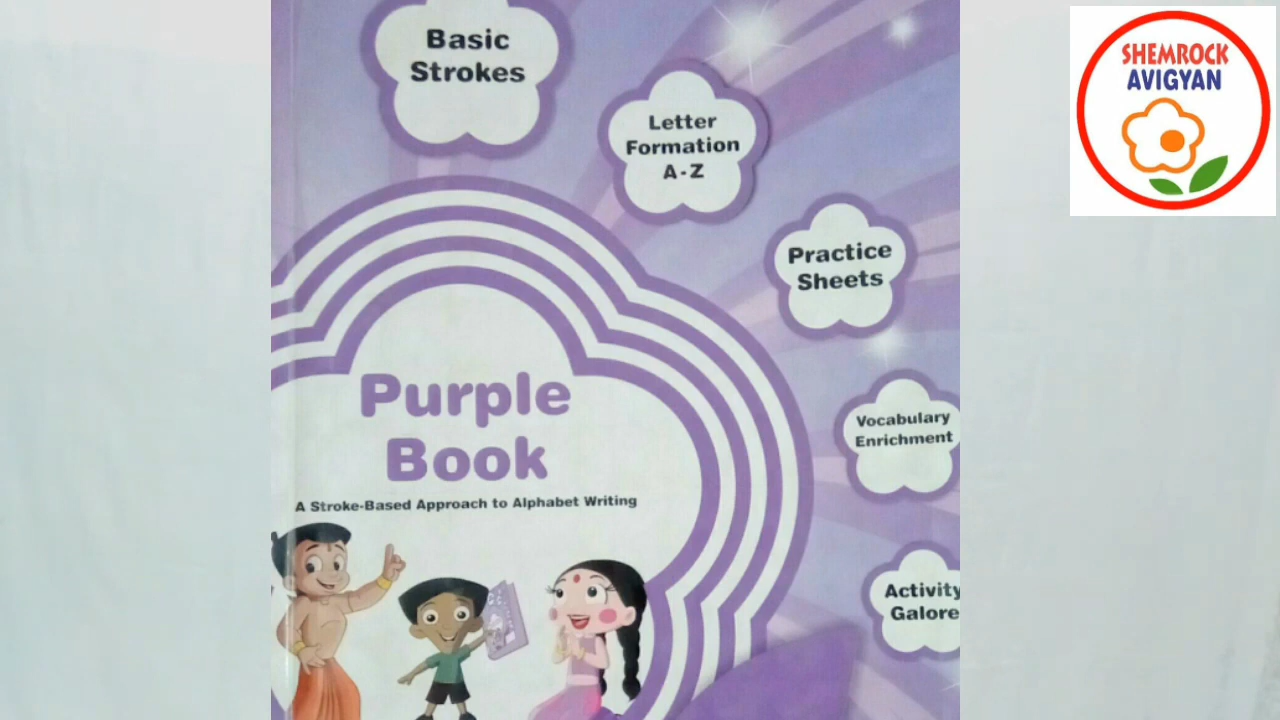 Basic
Strokes
Letter
Formation
A - Z
Practice
Sheets
Vocabulary
Enrichment
Activity
Galore
Purple
Book
A Stroke-Based Approach to Alphabet Writing
SHEMROCK
AVIGYAN